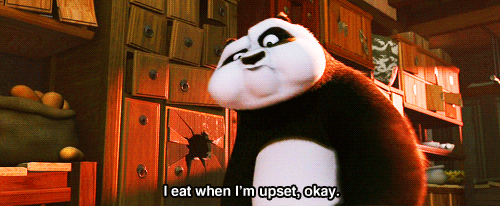 I eat when I'm upset, okay.